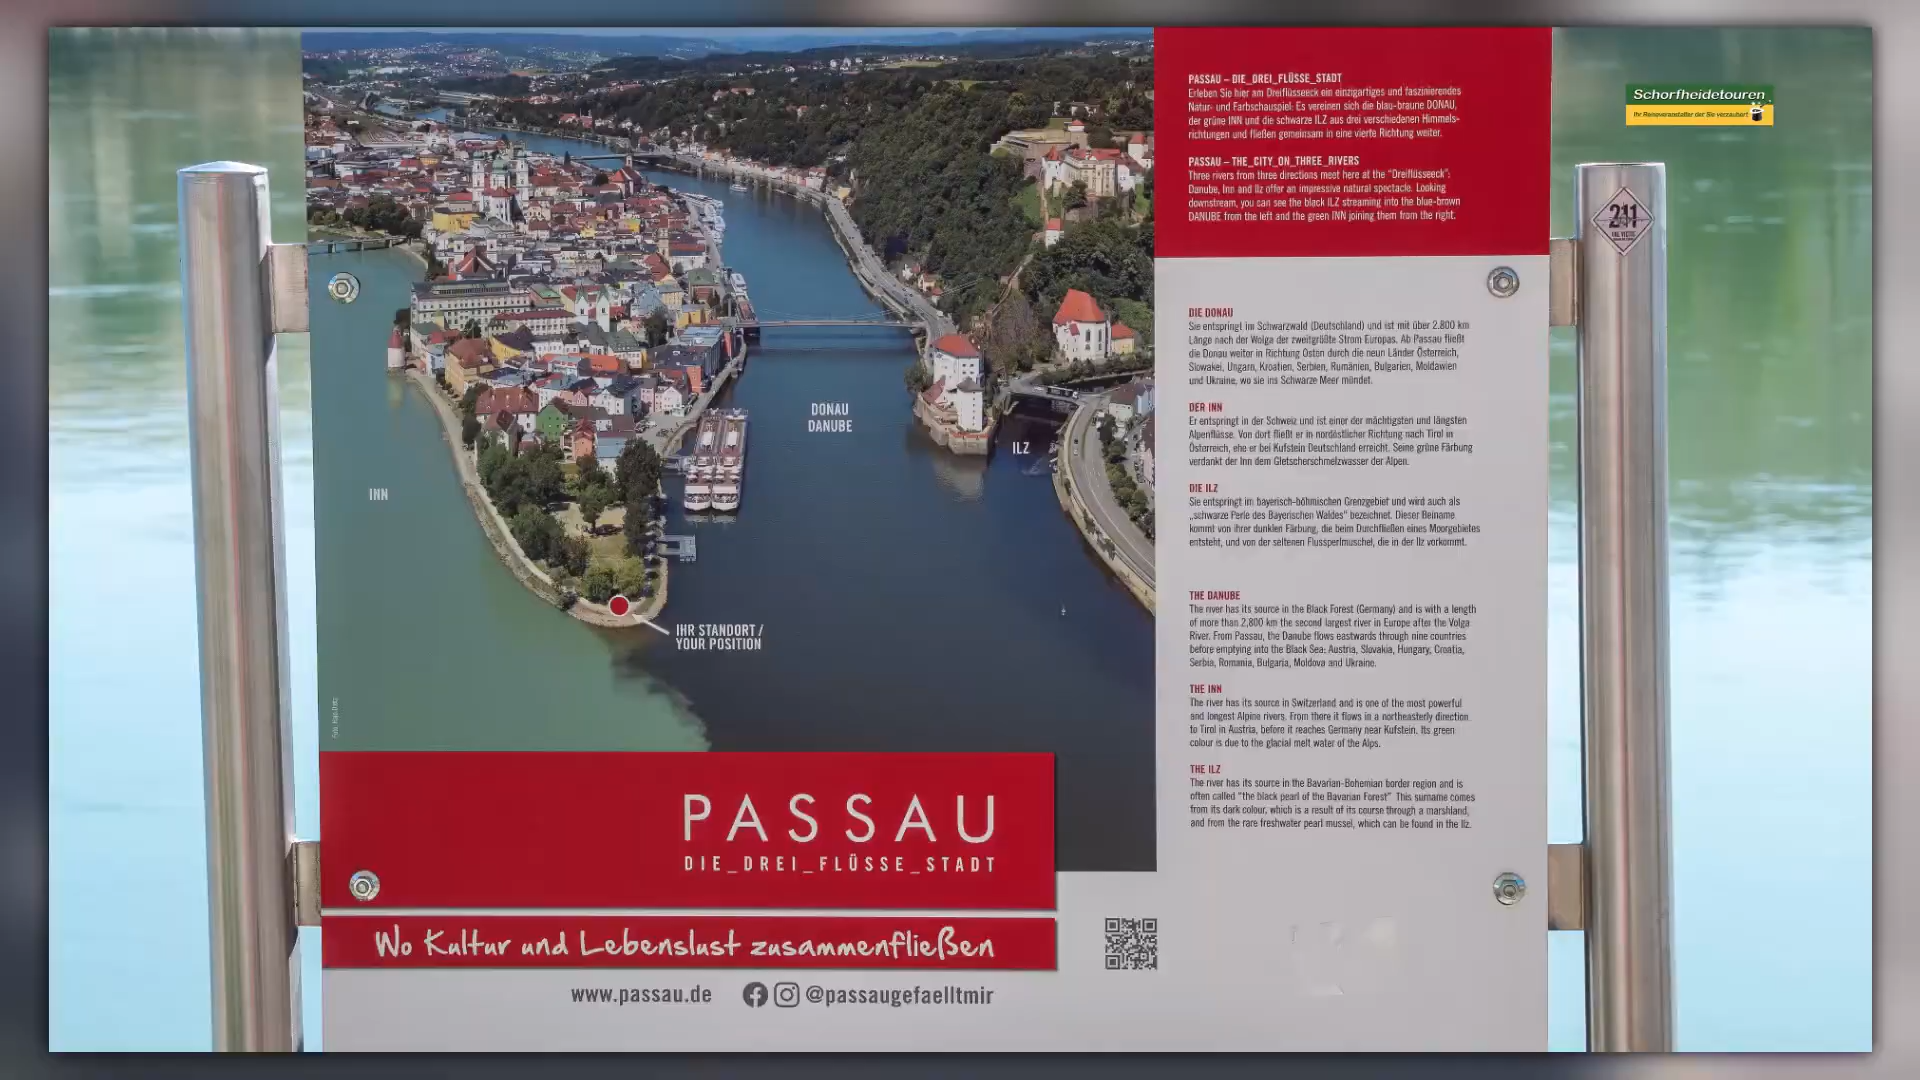 PASSAU – DIE_DREI_FLÜSSE_STADT
Erleben Sie hier am Dreiflüsseeck ein einzigartiges und faszinierendes
Natur- und Farbschauspiel: Es vereinen sich die blau-braune DONAU,
der grüne INN und die schwarze ILZ aus drei verschiedenen Himmels-
richtungen und fließen gemeinsam in eine vierte Richtung weiter.
PASSAU – THE_CITY_ON_THREE_RIVERS
Three rivers from three directions meet here at the "Dreiflüsseeck":
Danube, Inn and Ilz offer an impressive natural spectacle. Looking
downstream, you can see the black ILZ streaming into the blue-brown
DANUBE from the left and the green INN joining them from the right.
Schorfheidetouren
Ihr Reiseveranstalter der Sie verzaubert!
211
DIE DONAU
Sie entspringt im Schwarzwald (Deutschland) und ist mit über 2.800 km
Länge nach der Wolga der zweitgrößte Strom Europas. Ab Passau fließt
die Donau weiter in Richtung Osten durch die neun Länder Österreich,
Slowakei, Ungarn, Kroatien, Serbien, Rumänien, Bulgarien, Moldawien
und Ukraine, wo sie ins Schwarze Meer mündet.
DER INN
Er entspringt in der Schweiz und ist einer der mächtigsten und längsten
Alpenflüsse. Von dort fließt er in nordöstlicher Richtung nach Tirol in
Österreich, ehe er bei Kufstein Deutschland erreicht. Seine grüne Färbung
verdankt der Inn dem Gletscherschmelzwasser der Alpen.
DIE ILZ
Sie entspringt im bayerisch-böhmischen Grenzgebiet und wird auch als
„schwarze Perle des Bayerischen Waldes" bezeichnet. Dieser Beiname
kommt von ihrer dunklen Färbung, die beim Durchfließen eines Moorgebietes
entsteht, und von der seltenen Flussperlmuschel, die in der Ilz vorkommt.
THE DANUBE
The river has its source in the Black Forest (Germany) and is with a length
of more than 2,800 km the second largest river in Europe after the Volga
River. From Passau, the Danube flows eastwards through nine countries
before emptying into the Black Sea: Austria, Slovakia, Hungary, Croatia,
Serbia, Romania, Bulgaria, Moldova and Ukraine.
THE INN
The river has its source in Switzerland and is one of the most powerful
and longest Alpine rivers. From there it flows in a northeasterly direction
to Tirol in Austria, before it reaches Germany near Kufstein. Its green
colour is due to the glacial melt water of the Alps.
THE ILZ
The river has its source in the Bavarian-Bohemian border region and is
often called "the black pearl of the Bavarian Forest". This surname comes
from its dark colour, which is a result of its course through a marshland,
and from the rare freshwater pearl mussel, which can be found in the Ilz.
DONAU
DANUBE
ILZ
INN
IHR STANDORT /
YOUR POSITION
PASSAU
DIE_DREI_FLÜSSE_STADT
Wo Kultur und Lebenslust zusammenfließen
www.passau.de @passaugefaelltmir